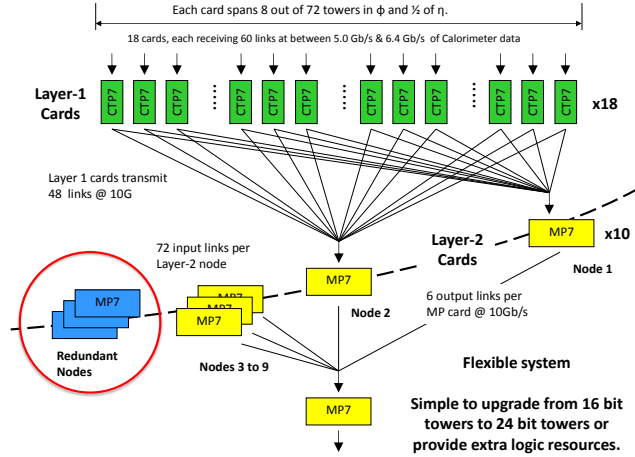 Each card spans 8 out of 72 towers in ϕ and ½ of η.
18 cards, each receiving 60 links at between 5.0 Gb/s & 6.4 Gb/s of Calorimeter data
Layer-1
Cards
CTP7
CTP7
CTP7
CTP7
CTP7
CTP7
CTP7
CTP7
CTP7
CTP7
CTP7
CTP7
x18
Layer 1 cards transmit
48 links @ 10G
72 input links per
Layer-2 node
Layer-2
Cards
MP7
x10
Node 1
MP7
Node 2
6 output links per
MP card @ 10Gb/s
MP7
Redundant
Nodes
MP7
MP7
Nodes 3 to 9
MP7
Flexible system
Simple to upgrade from 16 bit
towers to 24 bit towers or
provide extra logic resources.